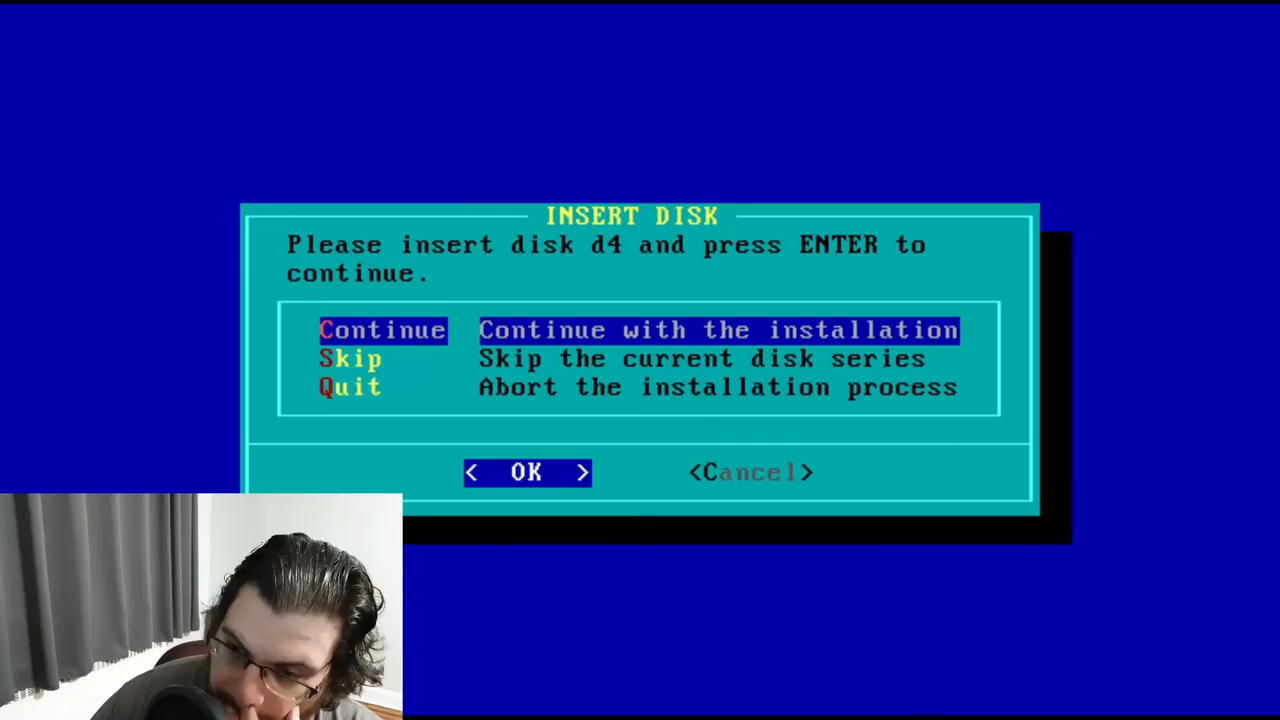 INSERT DISK
Please insert disk d4 and press ENTER to
continue.
Continue Continue with the installation
Skip Skip the current disk series
Quit Abort the installation process
< OK > <Cancel>